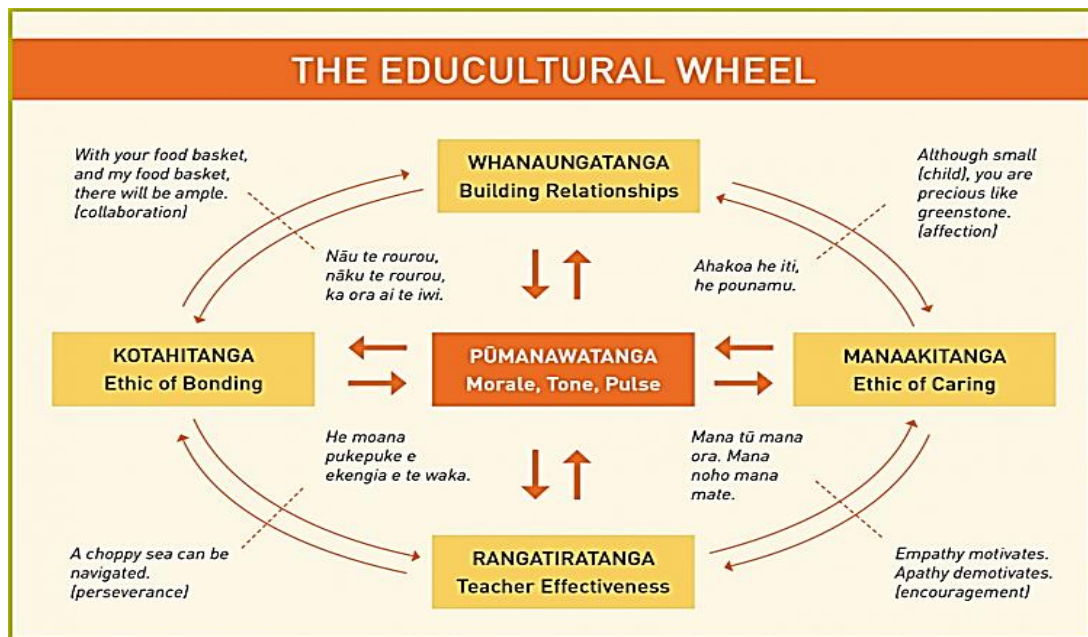 THE EDUCULTURAL WHEEL
With your food basket,
and my food basket,
there will be ample.
(collaboration)
WHANAUNGATANGA
Building Relationships
Although small
(child), you are
precious like
greenstone.
(affection)
Nāu te rourou,
nāku te rourou,
ka ora ai te iwi.
Ahakoa he iti,
he pounamu.
KOTAHITANGA
Ethic of Bonding
PŪMANAWATANGA
Morale, Tone, Pulse
MANAAKITANGA
Ethic of Caring
He moana
pukepuke e
ekengia e te waka.
Mana tū mana
ora. Mana
noho mana
mate.
A choppy sea can be
navigated.
(perseverance)
RANGATIRATANGA
Teacher Effectiveness
Empathy motivates.
Apathy demotivates.
(encouragement)